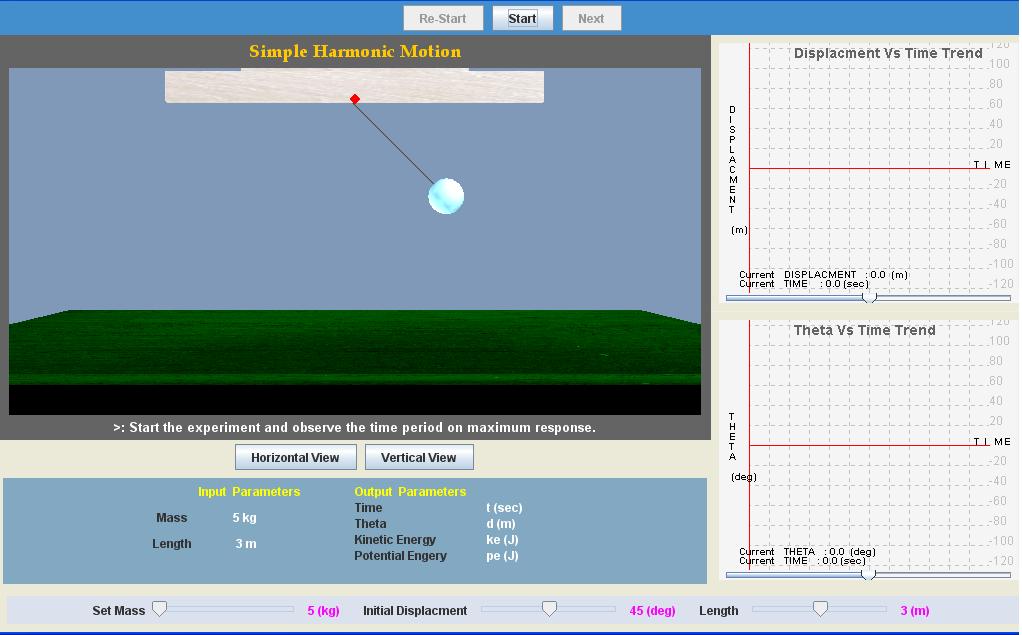 Re-Start Start Next
Simple Harmonic Motion
>: Start the experiment and observe the time period on maximum response.
Horizontal View Vertical View
Input Parameters
Mass 5 kg
Length 3 m
Output Parameters
Time t (sec)
Theta d (m)
Kinetic Energy ke (J)
Potential Engery pe (J)
Displacment Vs Time Trend
120
100
80
60
40
20
TIME
-20
-40
-60
-80
-100
-120
DISPLACMENT
(m)
Current DISPLACMENT : 0.0 (m)
Current TIME : 0.0 (sec)
Theta Vs Time Trend
120
100
80
60
40
20
TIME
-20
-40
-60
-80
-100
-120
THETA
(deg)
Current THETA : 0.0 (deg)
Current TIME : 0.0 (sec)
Set Mass 5 (kg) Initial Displacment 45 (deg) Length 3 (m)